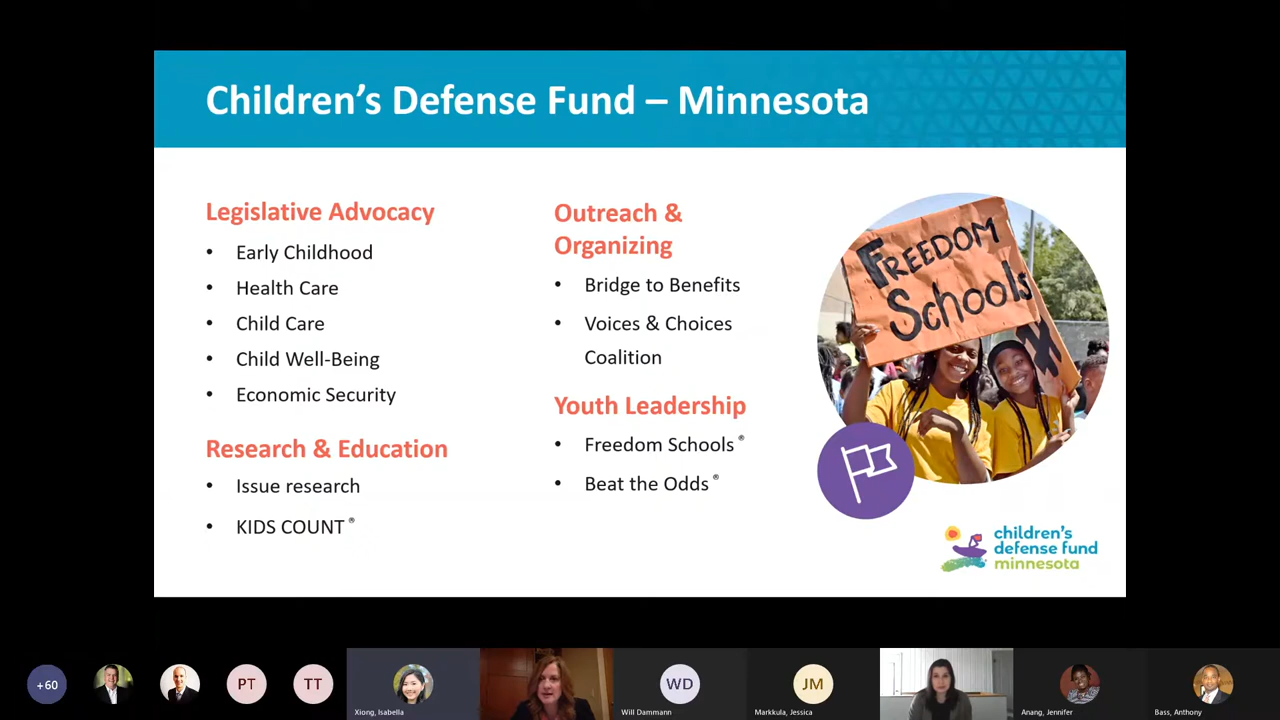 Children's Defense Fund – Minnesota
Legislative Advocacy
• Early Childhood
• Health Care
• Child Care
• Child Well-Being
• Economic Security
Research & Education
• Issue research
• KIDS COUNT®
Outreach &
Organizing
• Bridge to Benefits
• Voices & Choices
Coalition
Youth Leadership
• Freedom Schools®
• Beat the Odds®
FREEDOM
SCHOOLS
children's
defense fund
minnesota
+60
PT
TT
Xiong, Isabella
WD
Will Dammann
JM
Markkula, Jessica
Anang, Jennifer
Bass, Anthony